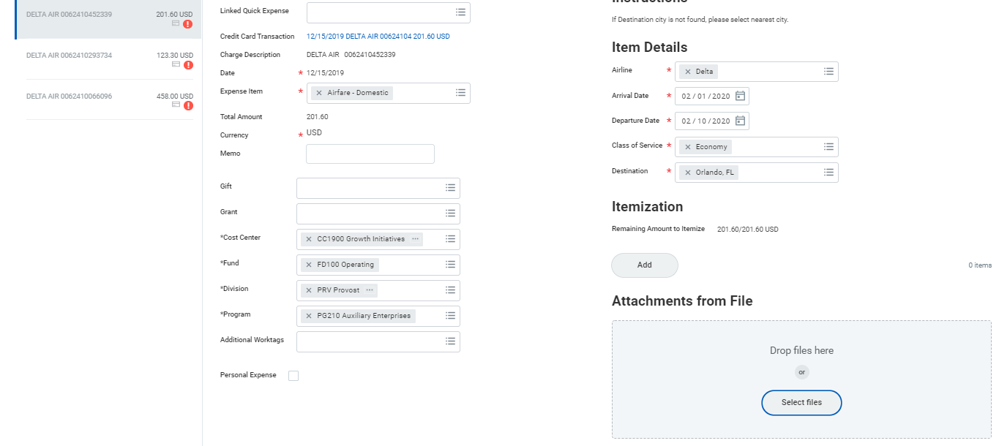 DELTA AIR 0062410452339
201.60 USD
DELTA AIR 0062410293734
123.30 USD
DELTA AIR 0062410066096
458.00 USD
Linked Quick Expense
Credit Card Transaction 12/15/2019 DELTA AIR 00624104 201.60 USD
Charge Description DELTA AIR 0062410452339
Date * 12/15/2019
Expense Item * × Airfare - Domestic
Total Amount 201.60
Currency * USD
Memo
Gift
Grant
*Cost Center × CC1900 Growth Initiatives ...
*Fund × FD100 Operating
*Division × PRV Provost ...
*Program × PG210 Auxiliary Enterprises
Additional Worktags
Personal Expense
Instructions
If Destination city is not found, please select nearest city.
Item Details
Airline * × Delta
Arrival Date * 02 / 01 / 2020
Departure Date * 02 / 10 / 2020
Class of Service * × Economy
Destination * × Orlando, FL
Itemization
Remaining Amount to Itemize 201.60/201.60 USD
Add
0 items
Attachments from File
Drop files here
or
Select files